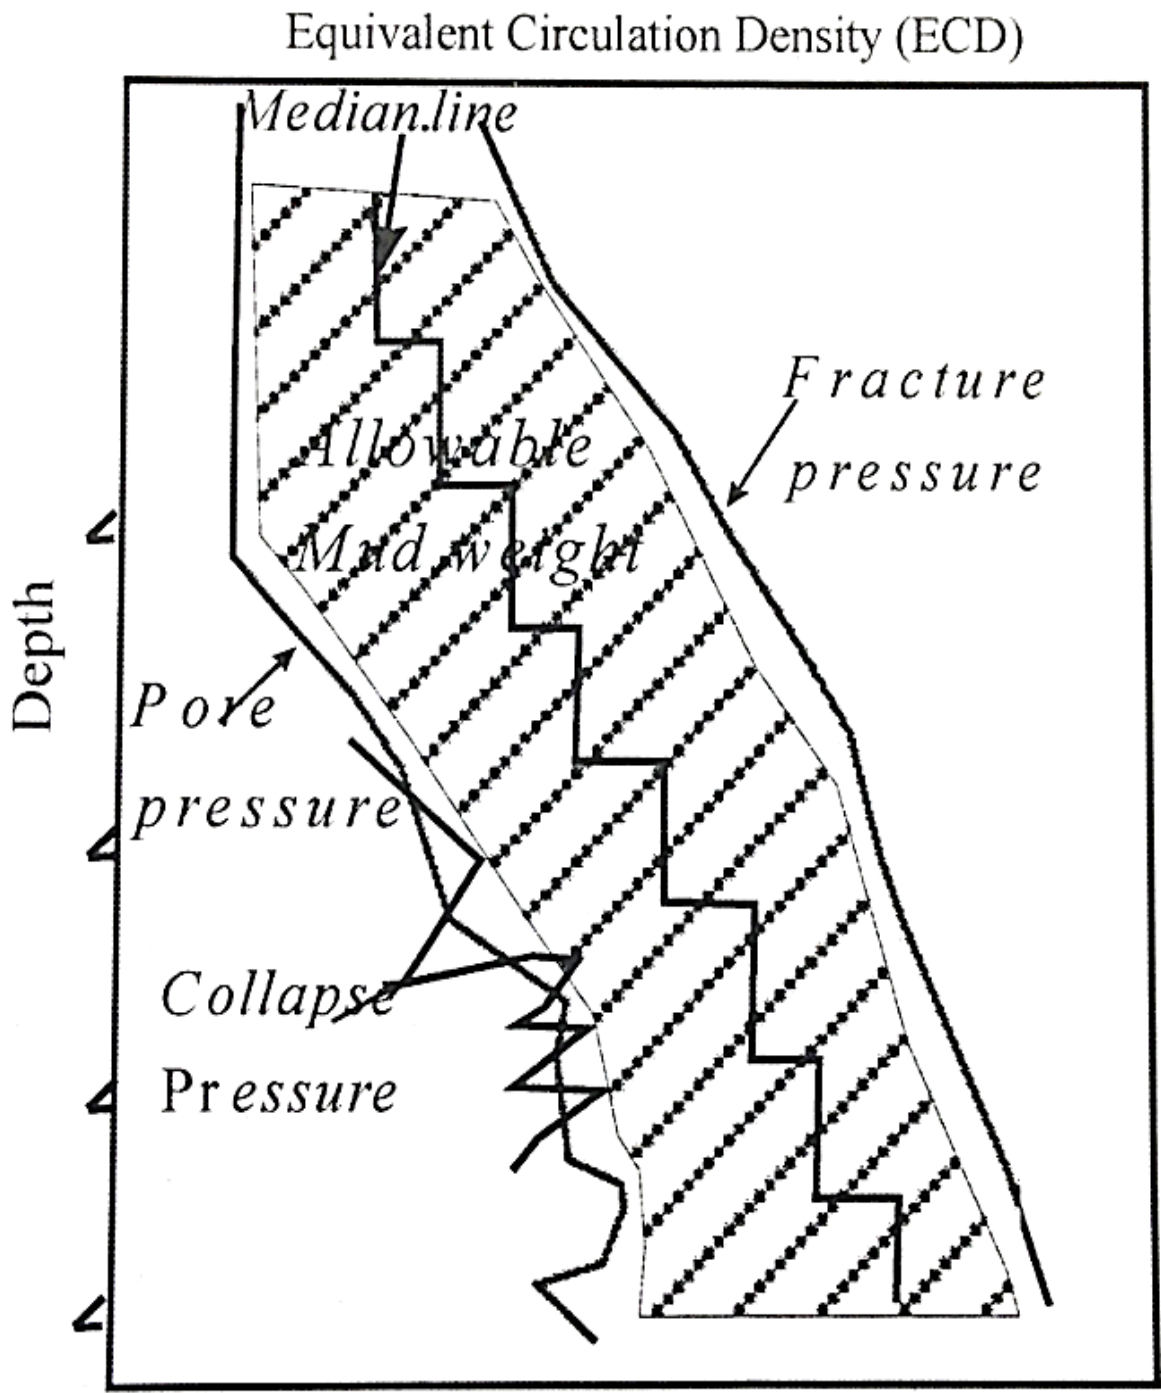 Equivalent Circulation Density (ECD)
Median.line
Fracture
pressure
Allowable
Mud weight
Depth
Pore
pressure
Collapse
Pressure